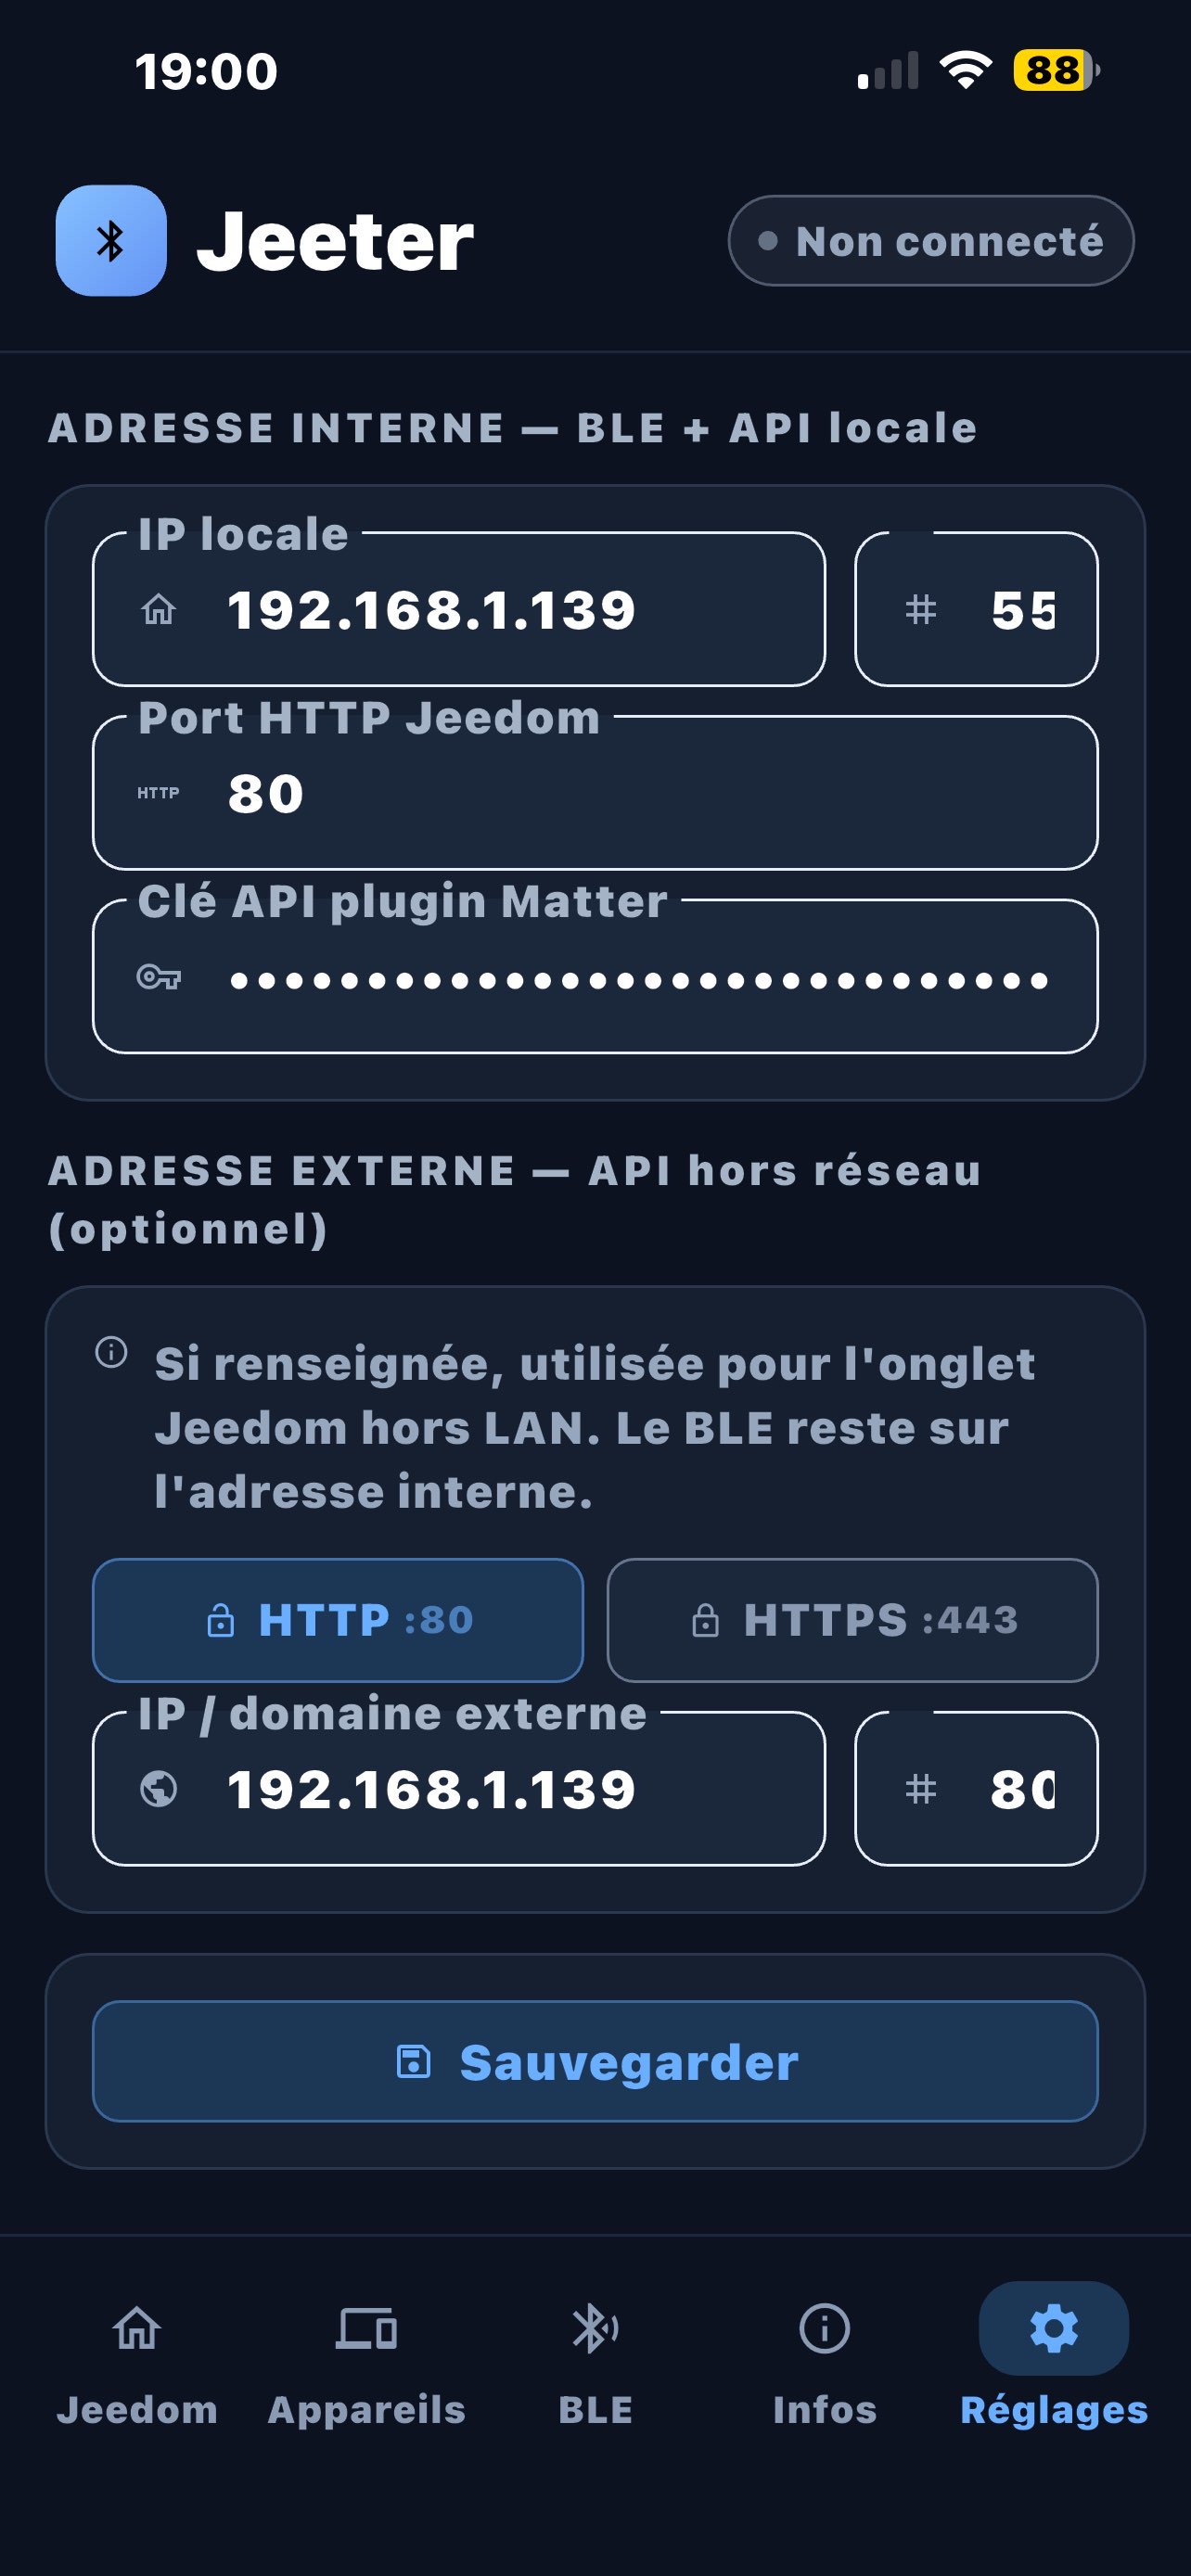 19:00
88
Jeeter
Non connecté
ADRESSE INTERNE — BLE + API locale
IP locale
192.168.1.139
# 55
Port HTTP Jeedom
HTTP 80
Clé API plugin Matter
••••••••••••••••••••••••••••••
ADRESSE EXTERNE — API hors réseau
(optionnel)
Si renseignée, utilisée pour l'onglet
Jeedom hors LAN. Le BLE reste sur
l'adresse interne.
HTTP :80
HTTPS :443
IP / domaine externe
192.168.1.139
# 80
Sauvegarder
Jeedom
Appareils
BLE
Infos
Réglages